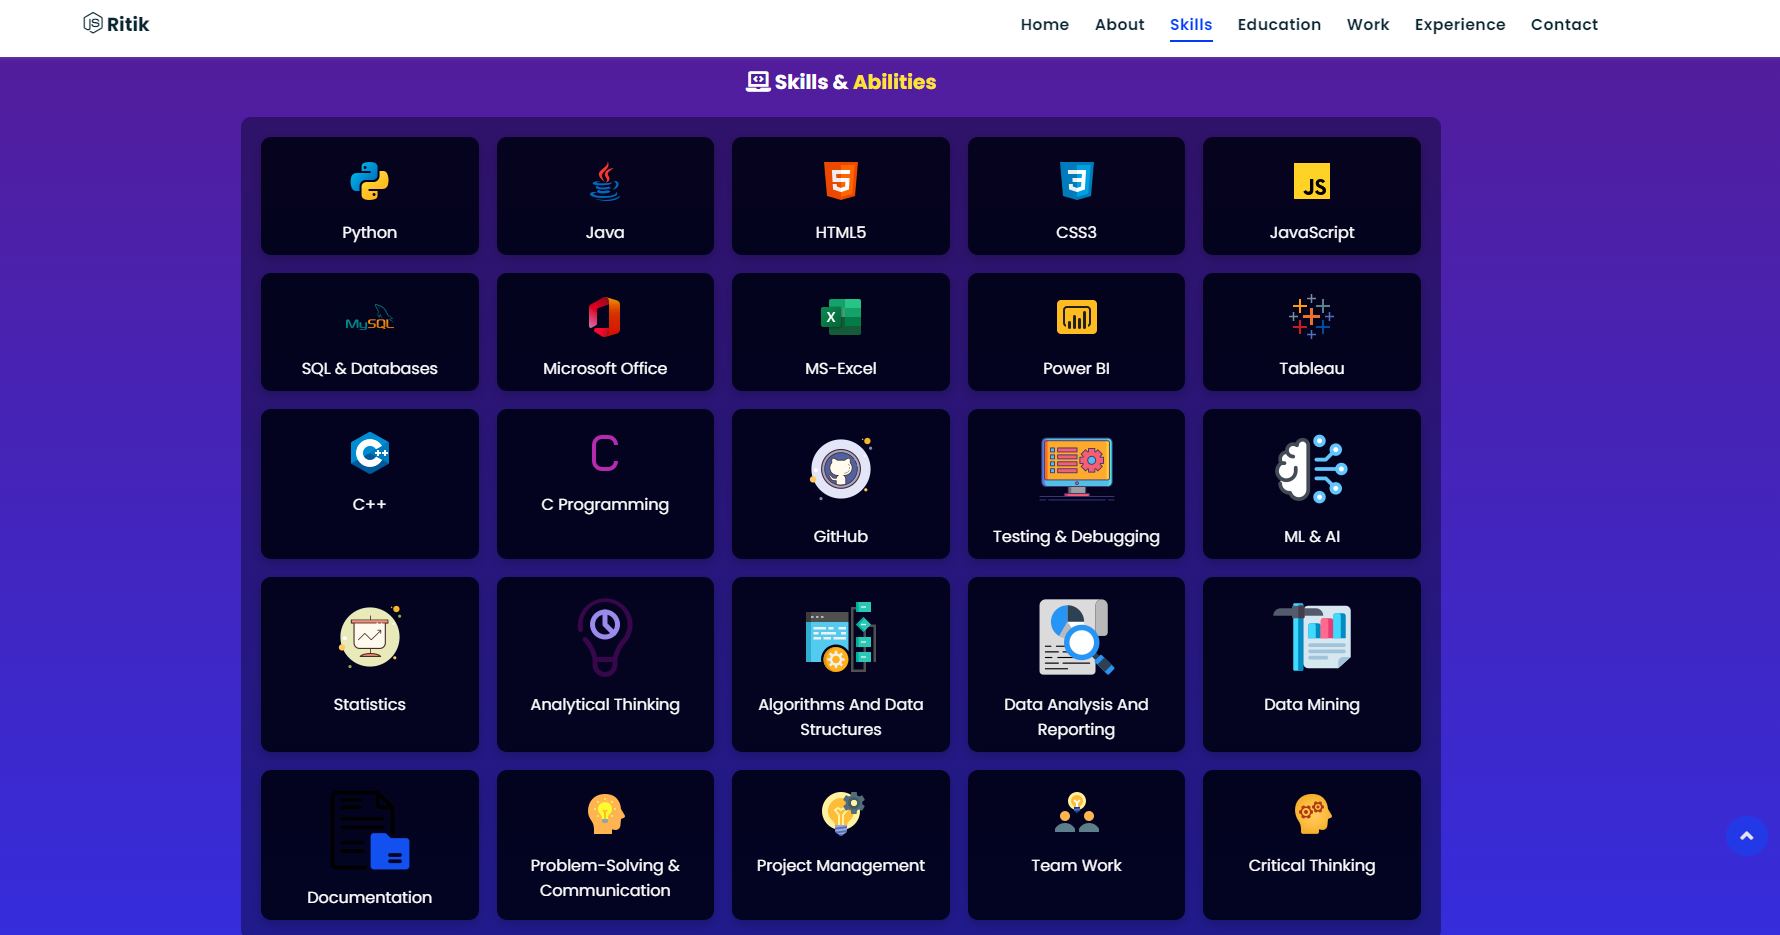 JS Ritik
Home About Skills Education Work Experience Contact
Skills & Abilities
Python
Java
HTML5
CSS3
JS
JavaScript
MySQL
SQL & Databases
Microsoft Office
X
MS-Excel
Power BI
Tableau
C++
C++
C
C Programming
GitHub
Testing & Debugging
ML & AI
Statistics
Analytical Thinking
Algorithms And Data
Structures
Data Analysis And
Reporting
Data Mining
Documentation
Problem-Solving &
Communication
Project Management
Team Work
Critical Thinking